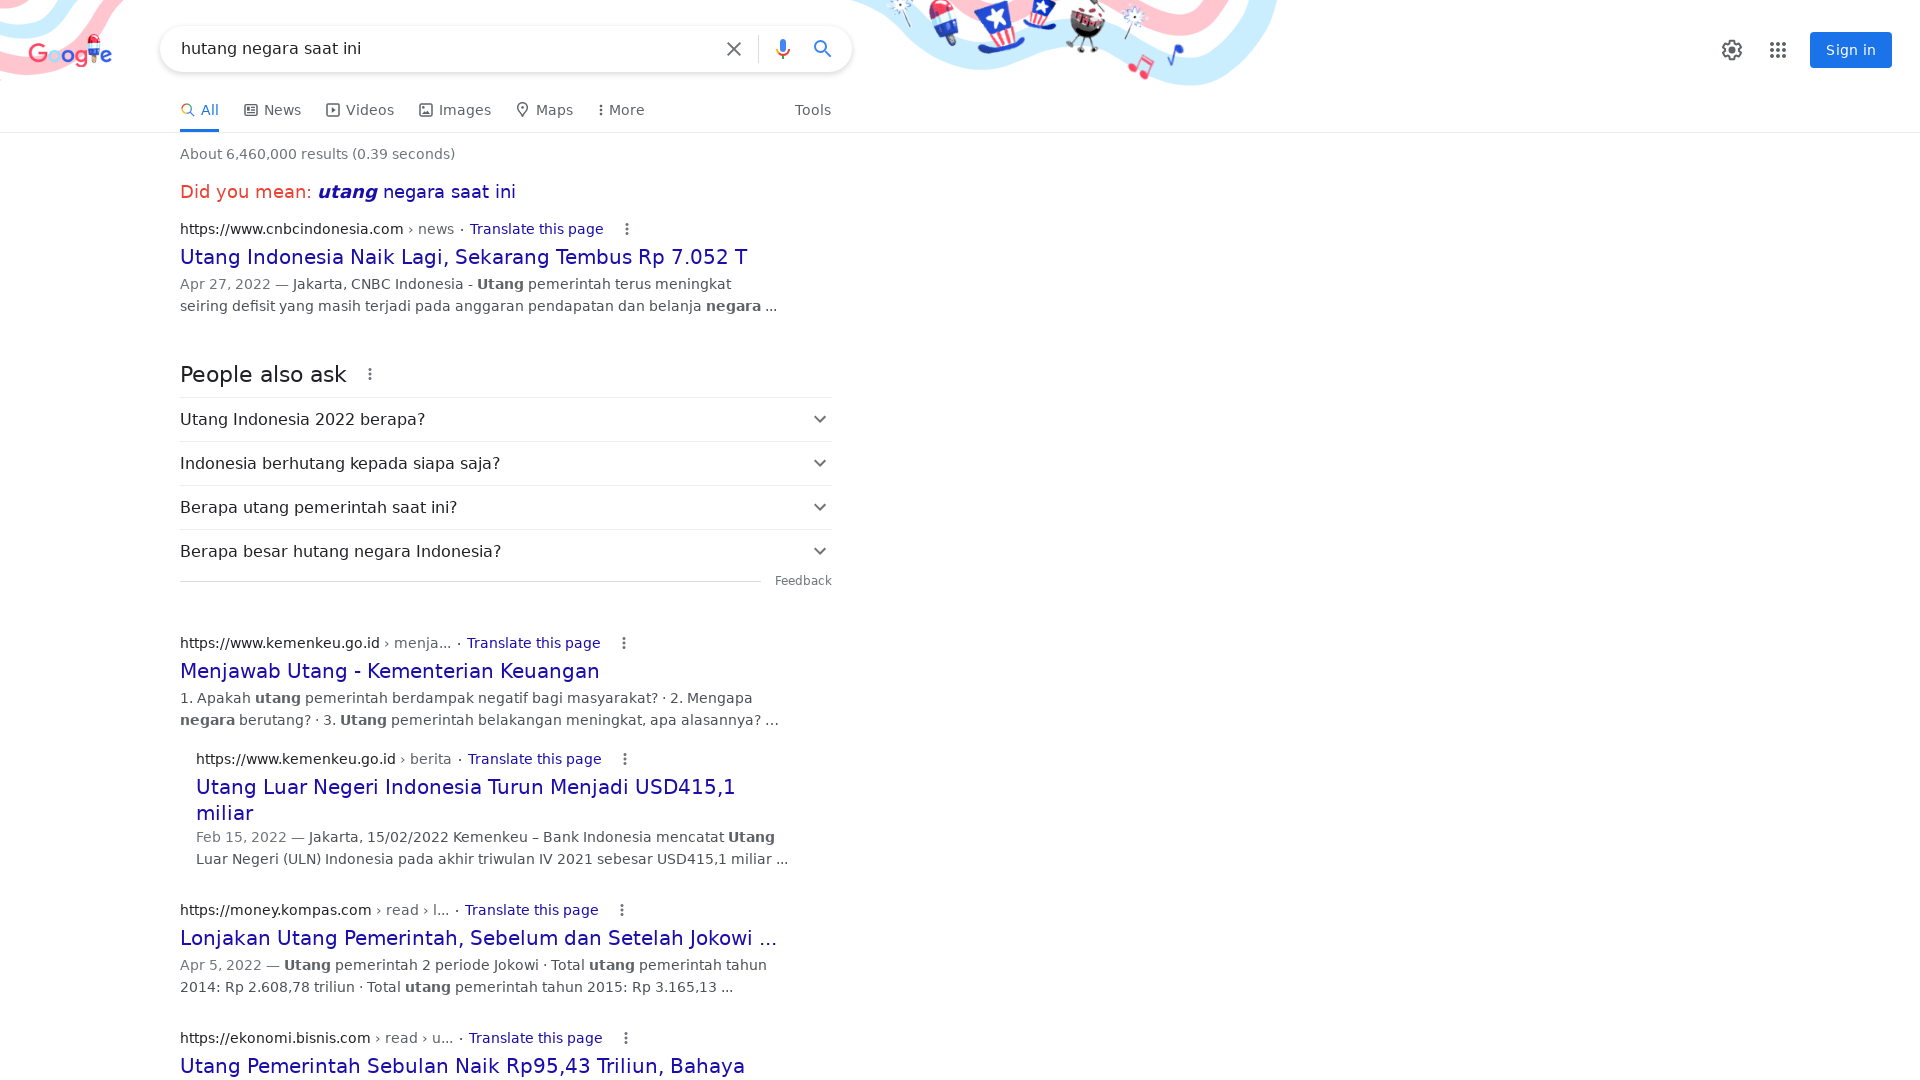 Google
hutang negara saat ini
Sign in
All
News
Videos
Images
Maps
More
Tools
About 6,460,000 results (0.39 seconds)
Did you mean: utang negara saat ini
https://www.cnbcindonesia.com › news · Translate this page
Utang Indonesia Naik Lagi, Sekarang Tembus Rp 7.052 T
Apr 27, 2022 — Jakarta, CNBC Indonesia - Utang pemerintah terus meningkat
seiring defisit yang masih terjadi pada anggaran pendapatan dan belanja negara ...
People also ask
Utang Indonesia 2022 berapa?
Indonesia berhutang kepada siapa saja?
Berapa utang pemerintah saat ini?
Berapa besar hutang negara Indonesia?
Feedback
https://www.kemenkeu.go.id › menja... · Translate this page
Menjawab Utang - Kementerian Keuangan
1. Apakah utang pemerintah berdampak negatif bagi masyarakat? · 2. Mengapa
negara berutang? · 3. Utang pemerintah belakangan meningkat, apa alasannya? ...
https://www.kemenkeu.go.id › berita · Translate this page
Utang Luar Negeri Indonesia Turun Menjadi USD415,1
miliar
Feb 15, 2022 — Jakarta, 15/02/2022 Kemenkeu – Bank Indonesia mencatat Utang
Luar Negeri (ULN) Indonesia pada akhir triwulan IV 2021 sebesar USD415,1 miliar ...
https://money.kompas.com › read › l... · Translate this page
Lonjakan Utang Pemerintah, Sebelum dan Setelah Jokowi ...
Apr 5, 2022 — Utang pemerintah 2 periode Jokowi · Total utang pemerintah tahun
2014: Rp 2.608,78 triliun · Total utang pemerintah tahun 2015: Rp 3.165,13 ...
https://ekonomi.bisnis.com › read › u... · Translate this page
Utang Pemerintah Sebulan Naik Rp95,43 Triliun, Bahaya